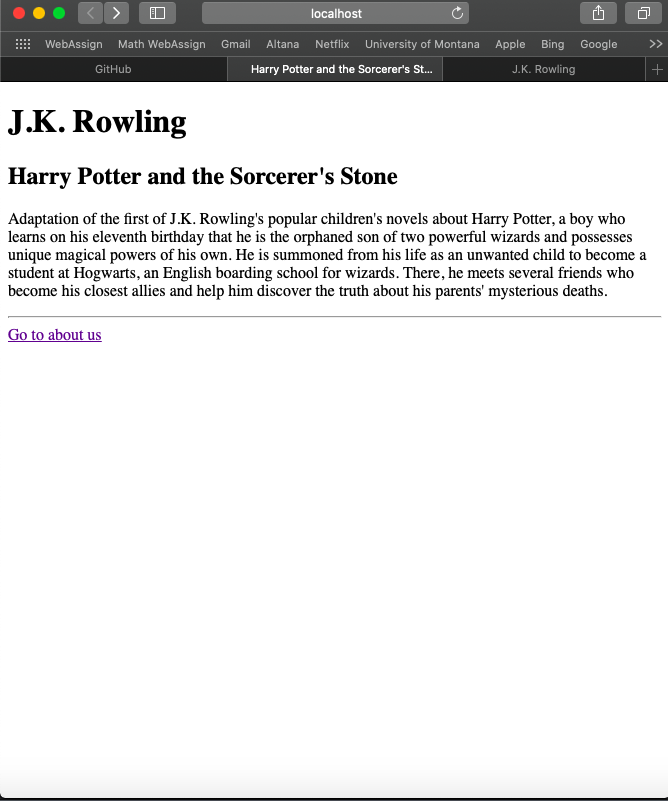 localhost
WebAssign Math WebAssign Gmail Altana Netflix University of Montana Apple Bing Google
GitHub Harry Potter and the Sorcerer's St... J.K. Rowling
J.K. Rowling
Harry Potter and the Sorcerer's Stone
Adaptation of the first of J.K. Rowling's popular children's novels about Harry Potter, a boy who
learns on his eleventh birthday that he is the orphaned son of two powerful wizards and possesses
unique magical powers of his own. He is summoned from his life as an unwanted child to become a
student at Hogwarts, an English boarding school for wizards. There, he meets several friends who
become his closest allies and help him discover the truth about his parents' mysterious deaths.
Go to about us